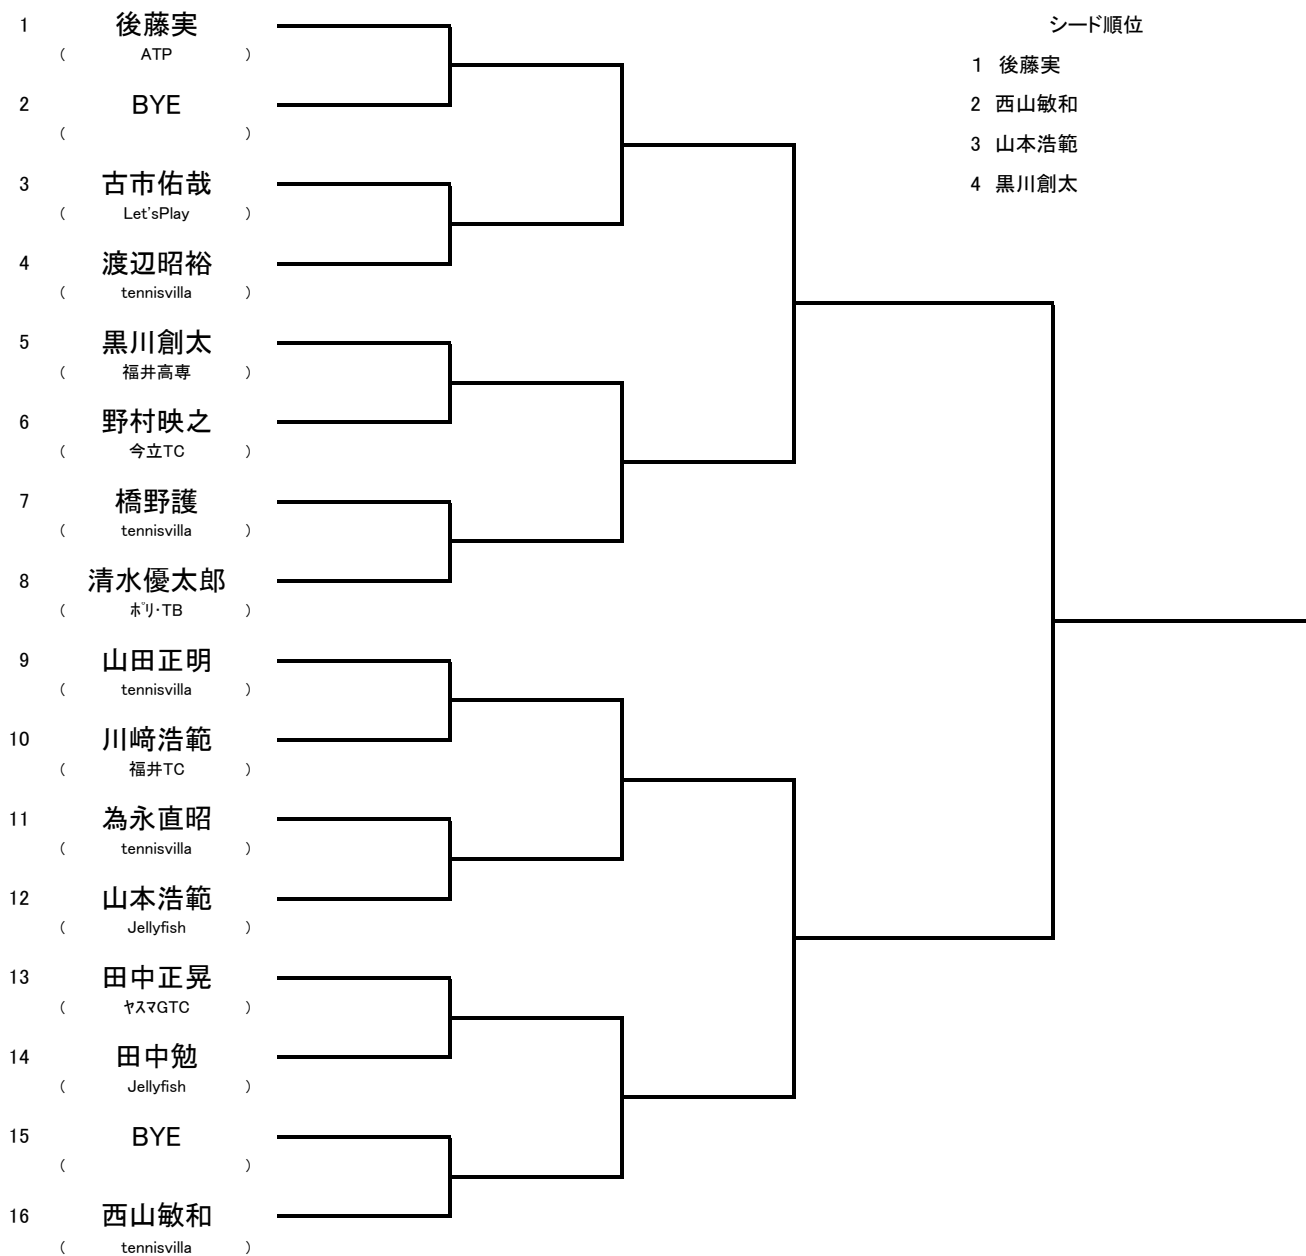 1 後藤実
( ATP )
2 BYE
( )
3 古市佑哉
( Let'sPlay )
4 渡辺昭裕
( tennisvilla )
5 黒川創太
( 福井高専 )
6 野村映之
( 今立TC )
7 橋野護
( tennisvilla )
8 清水優太郎
( ﾎﾟﾘ･TB )
9 山田正明
( tennisvilla )
10 川﨑浩範
( 福井TC )
11 為永直昭
( tennisvilla )
12 山本浩範
( Jellyfish )
13 田中正晃
( ﾔｽﾏGTC )
14 田中勉
( Jellyfish )
15 BYE
( )
16 西山敏和
( tennisvilla )
シード順位
1 後藤実
2 西山敏和
3 山本浩範
4 黒川創太